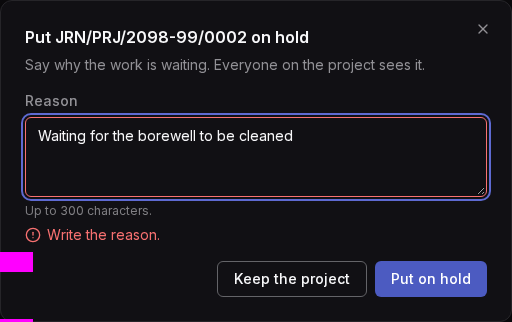 Put JRN/PRJ/2098-99/0002 on hold
Say why the work is waiting. Everyone on the project sees it.
Reason
Waiting for the borewell to be cleaned
Up to 300 characters.
Write the reason.
Keep the project
Put on hold